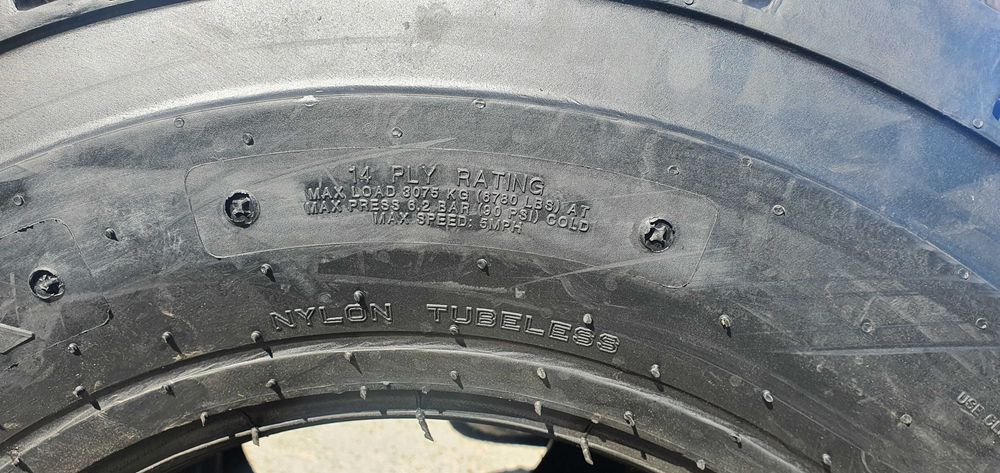 14 PLY RATING
MAX LOAD 3075 KG (6780 LBS) AT
MAX PRESS 6.2 BAR (90 PSI) COLD
MAX SPEED: 5MPH
NYLON TUBELESS
USE